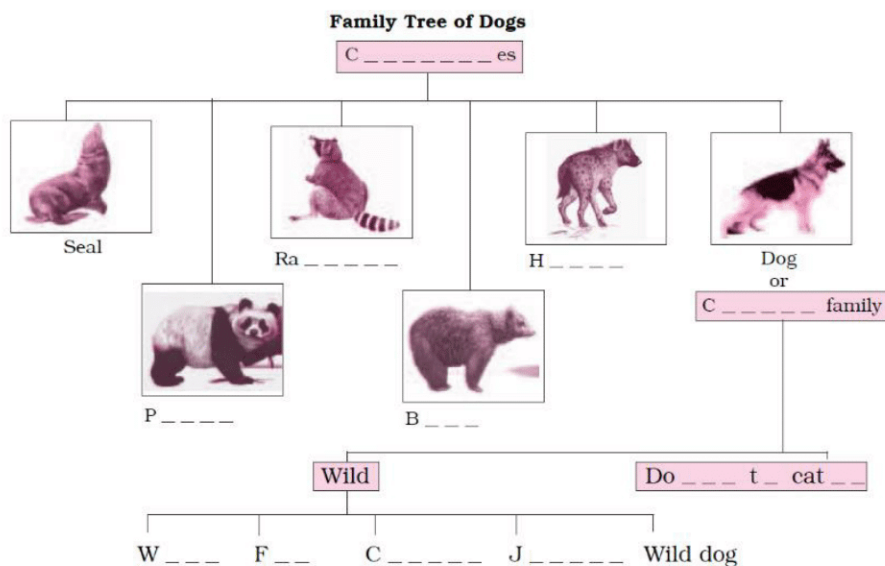 Family Tree of Dogs
C _ _ _ _ _ _ _ es
Seal
Ra _ _ _ _ _
H _ _ _ _
Dog
or
C _ _ _ _ _ family
P _ _ _ _
B _ _ _
Wild
Do _ _ _ t _ cat _ _
W _ _ _
F _ _
C _ _ _ _ _
J _ _ _ _ _
Wild dog